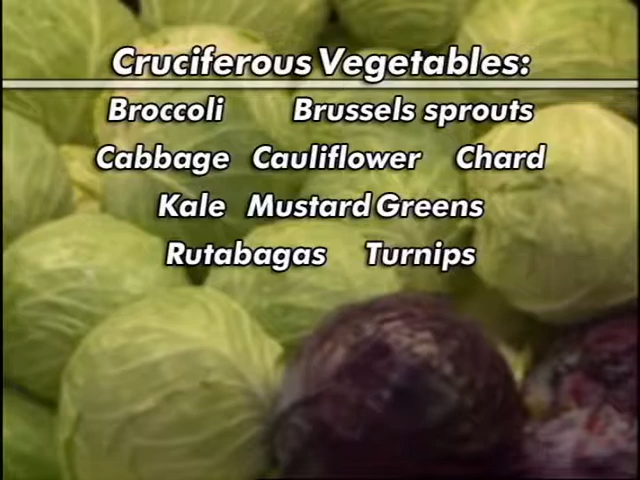 Cruciferous Vegetables:
Broccoli Brussels sprouts
Cabbage Cauliflower Chard
Kale Mustard Greens
Rutabagas Turnips